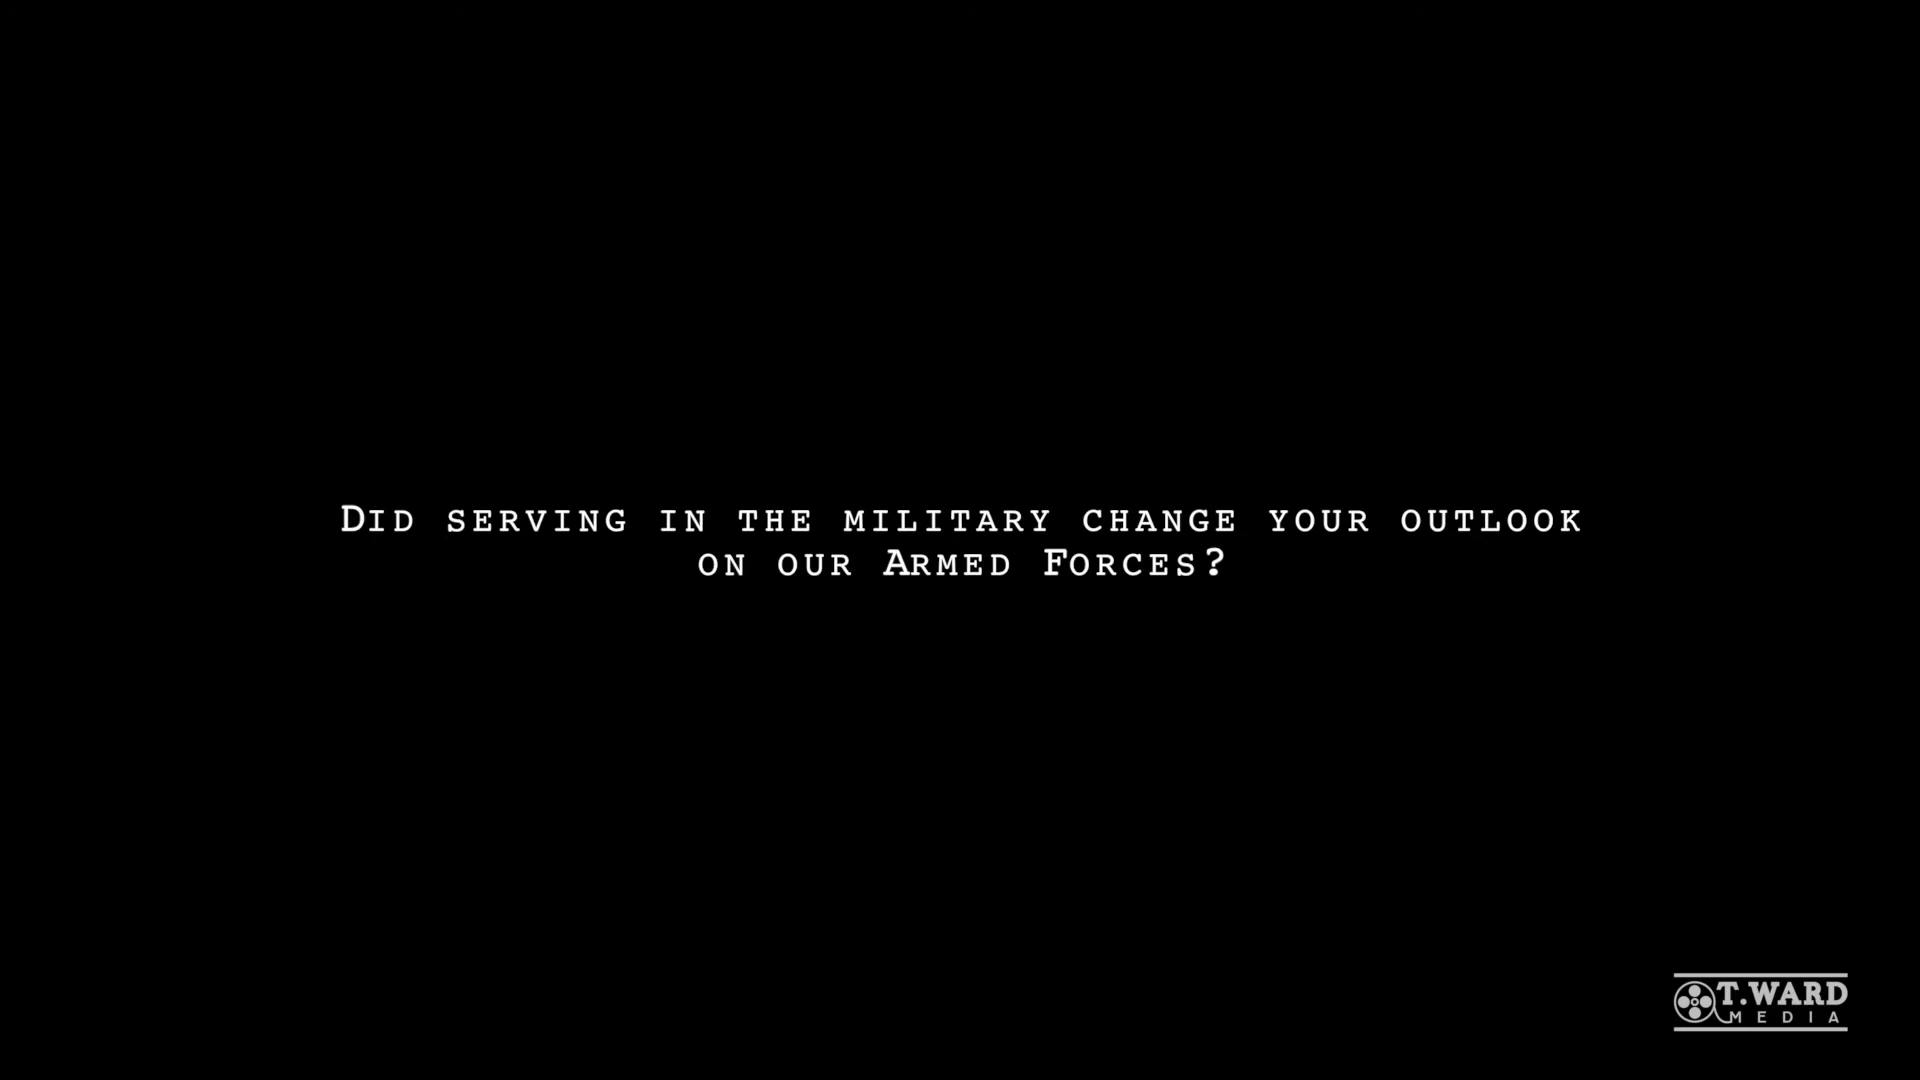 Did serving in the military change your outlook
on our Armed Forces?
T.WARD
MEDIA